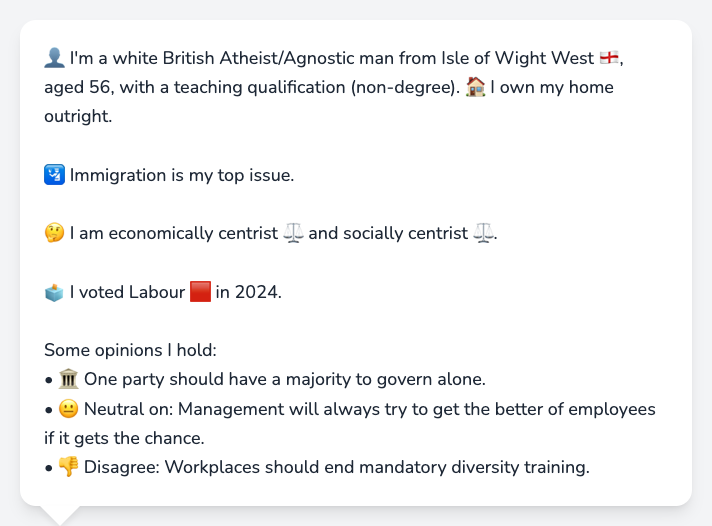 👤 I'm a white British Atheist/Agnostic man from Isle of Wight West 🏴󠁧󠁢󠁥󠁮󠁧󠁿,
aged 56, with a teaching qualification (non-degree). 🏠 I own my home
outright.
🛂 Immigration is my top issue.
🤔 I am economically centrist ⚖️ and socially centrist ⚖️.
🗳️ I voted Labour 🟥 in 2024.
Some opinions I hold:
• 🏛️ One party should have a majority to govern alone.
• 😐 Neutral on: Management will always try to get the better of employees
if it gets the chance.
• 👎 Disagree: Workplaces should end mandatory diversity training.